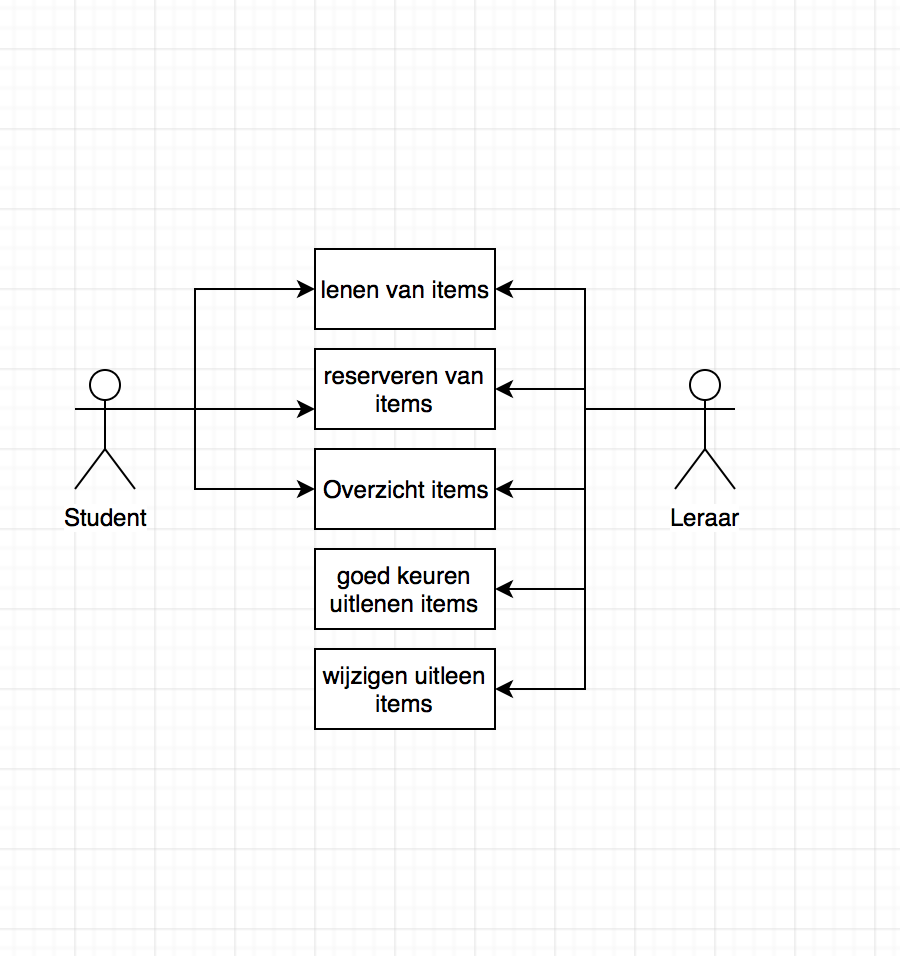 lenen van items
reserveren van
items
Overzicht items
Student
Leraar
goed keuren
uitlenen items
wijzigen uitleen
items